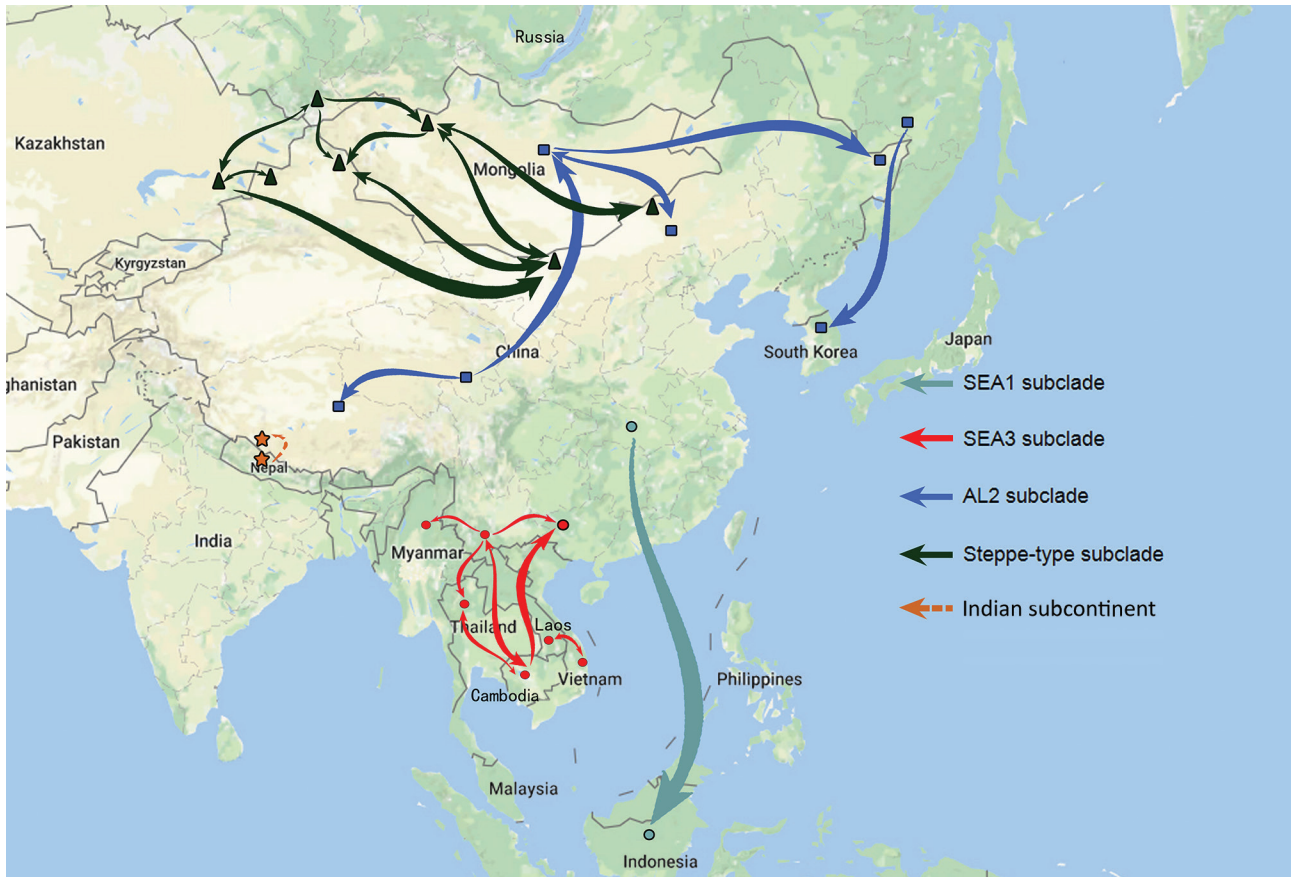 Russia
Kazakhstan
Mongolia
Kyrgyzstan
China
South Korea
Japan
ghanistan
SEA1 subclade
Pakistan
SEA3 subclade
Nepal
AL2 subclade
India
Myanmar
Steppe-type subclade
Indian subcontinent
Thailand
Laos
Vietnam
Philippines
Cambodia
Malaysia
Indonesia